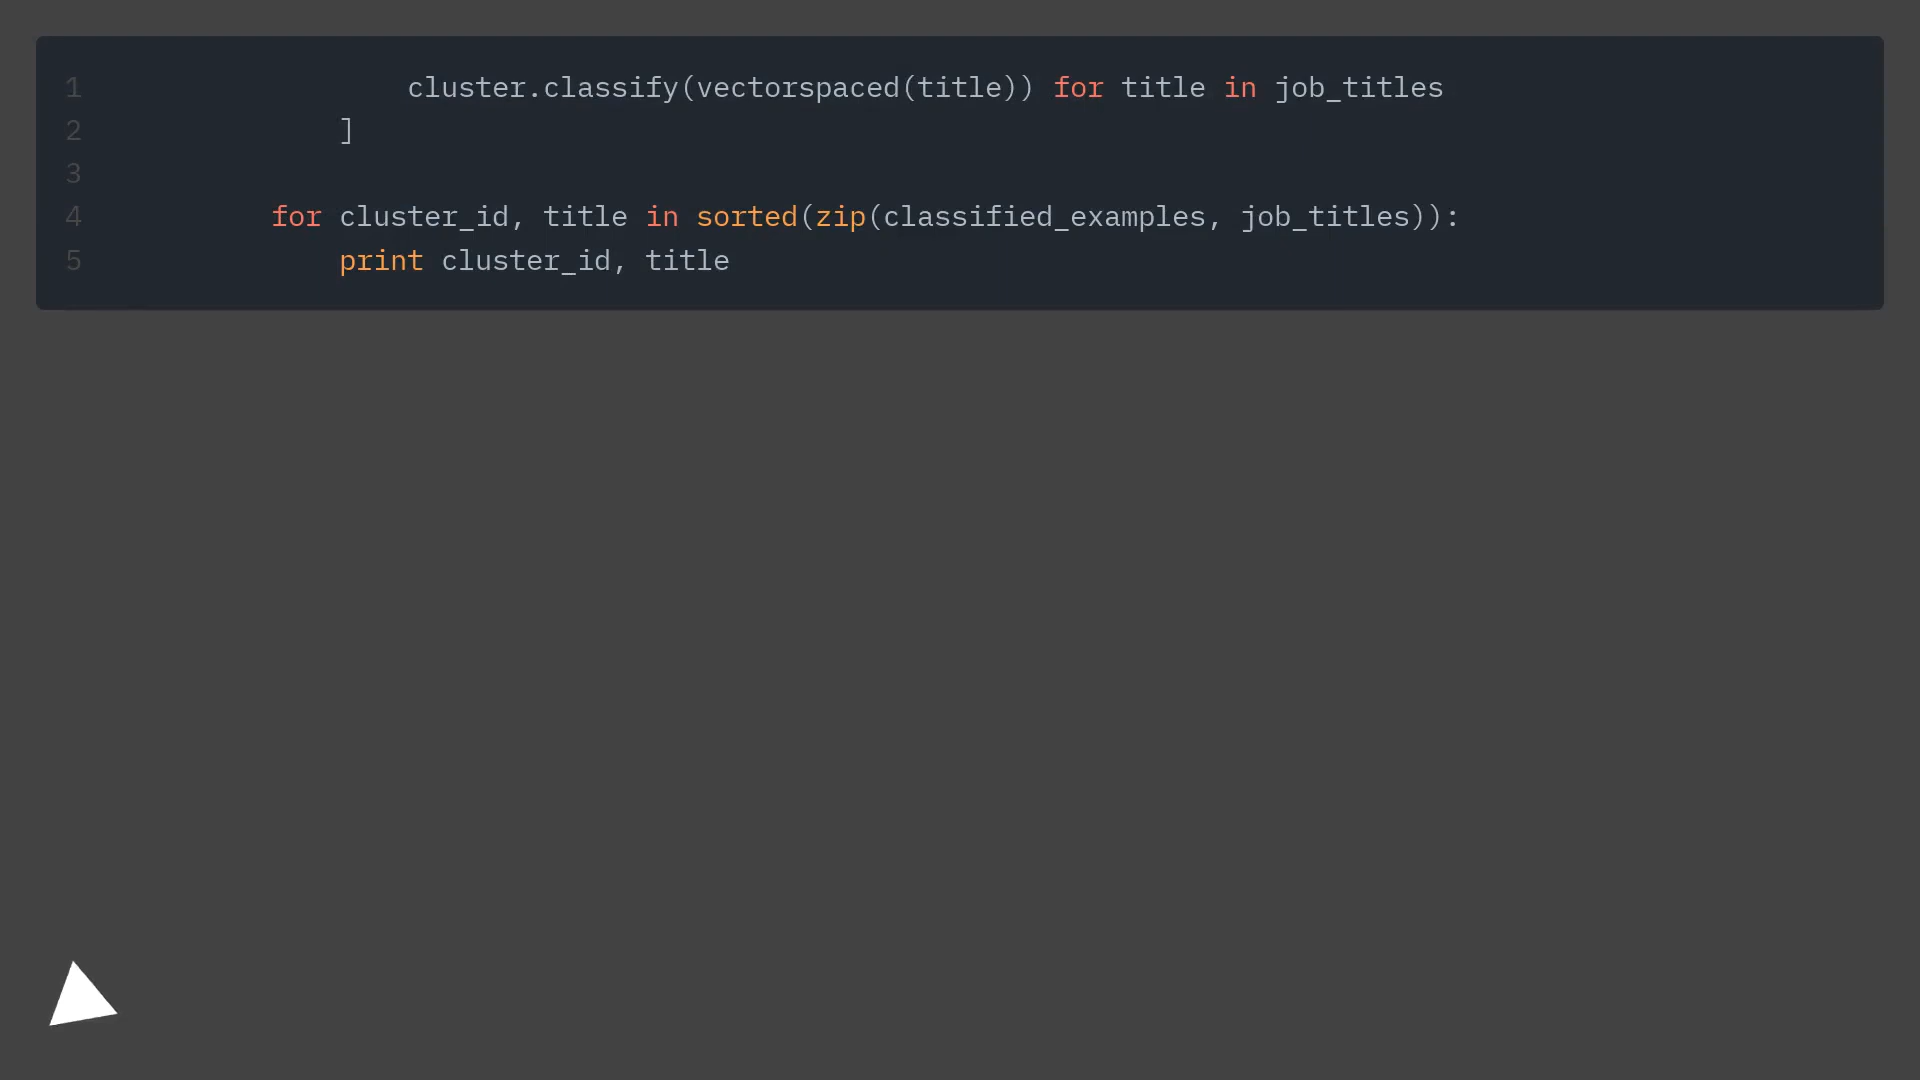 1 cluster.classify(vectorspaced(title)) for title in job_titles
2 ]
3
4 for cluster_id, title in sorted(zip(classified_examples, job_titles)):
5 print cluster_id, title